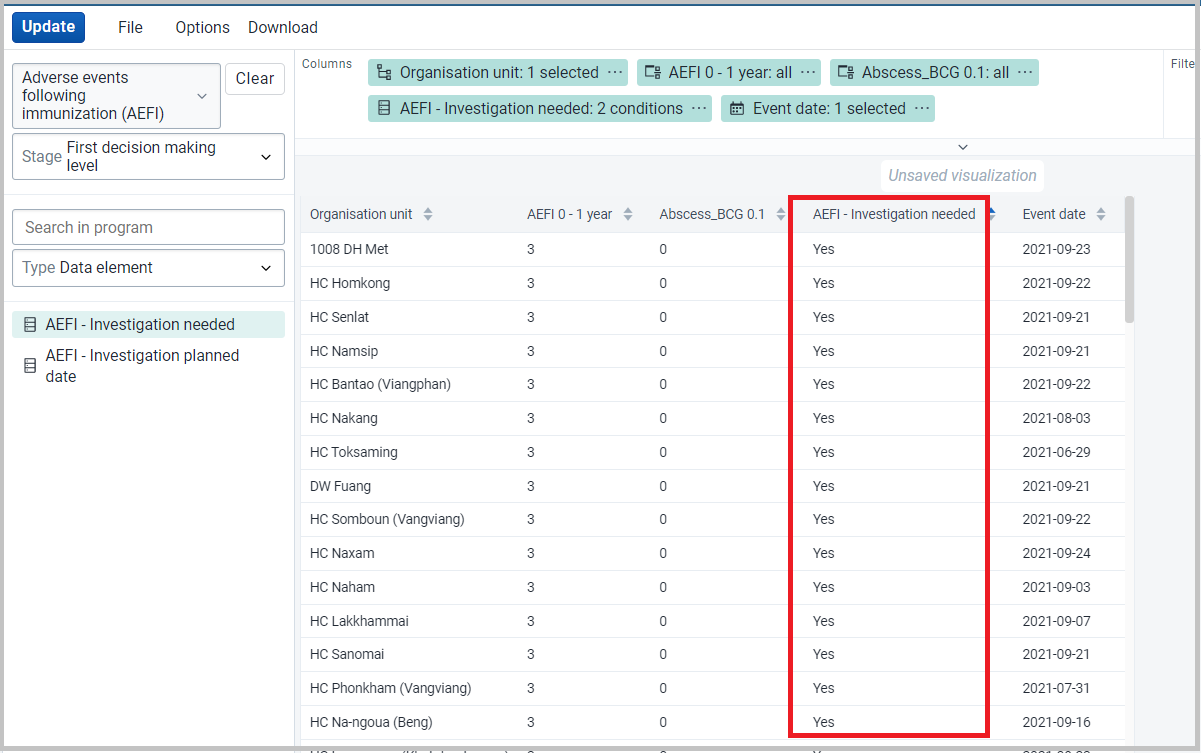 Update File Options Download
Adverse events
following
immunization (AEFI)
Clear
Stage First decision making
level
Search in program
Type Data element
AEFI - Investigation needed
AEFI - Investigation planned
date
Columns
Organisation unit: 1 selected ··· AEFI 0 - 1 year: all ··· Abscess_BCG 0.1: all ···
AEFI - Investigation needed: 2 conditions ··· Event date: 1 selected ···
Filte
Unsaved visualization
Organisation unit AEFI 0 - 1 year Abscess_BCG 0.1 AEFI - Investigation needed Event date
1008 DH Met 3 0 Yes 2021-09-23
HC Homkong 3 0 Yes 2021-09-22
HC Senlat 3 0 Yes 2021-09-21
HC Namsip 3 0 Yes 2021-09-21
HC Bantao (Viangphan) 3 0 Yes 2021-09-22
HC Nakang 3 0 Yes 2021-08-03
HC Toksaming 3 0 Yes 2021-06-29
DW Fuang 3 0 Yes 2021-09-21
HC Somboun (Vangviang) 3 0 Yes 2021-09-22
HC Naxam 3 0 Yes 2021-09-24
HC Naham 3 0 Yes 2021-09-03
HC Lakkhammai 3 0 Yes 2021-09-07
HC Sanomai 3 0 Yes 2021-09-21
HC Phonkham (Vangviang) 3 0 Yes 2021-07-31
HC Na-ngoua (Beng) 3 0 Yes 2021-09-16